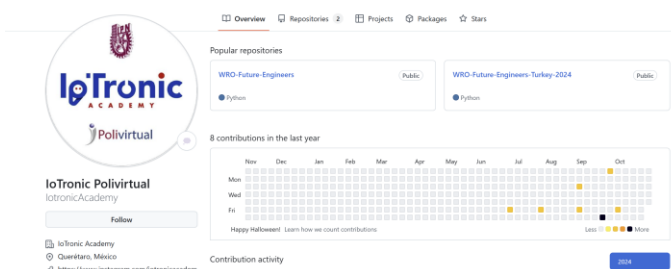 Overview Repositories 2 Projects Packages Stars
IoTronic
ACADEMY
Polivirtual
IoTronic Polivirtual
IotronicAcademy
Follow
IoTronic Academy
Querétaro, México
Popular repositories
WRO-Future-Engineers Public
Python
WRO-Future-Engineers-Turkey-2024 Public
Python
8 contributions in the last year
Nov Dec Jan Feb Mar Apr May Jun Jul Aug Sep Oct
Mon
Wed
Fri
Happy Halloween! Learn how we count contributions Less More
Contribution activity
2024